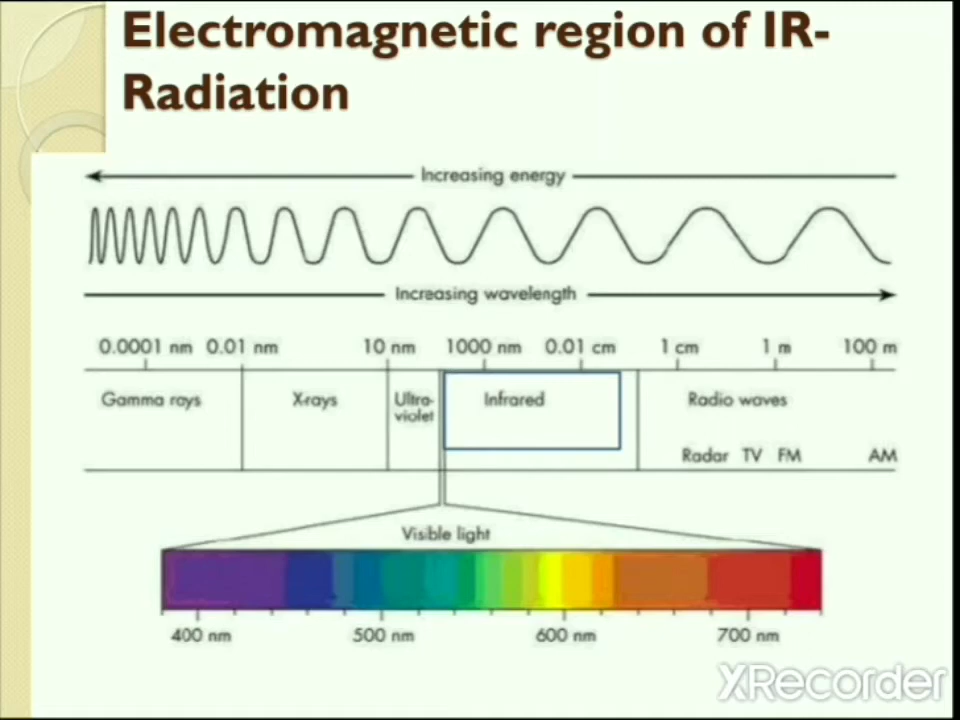 Electromagnetic region of IR-
Radiation
Increasing energy
Increasing wavelength
0.0001 nm 0.01 nm 10 nm 1000 nm 0.01 cm 1 cm 1 m 100 m
Gamma rays X-rays Ultra- Infrared Radio waves
violet
Radar TV FM AM
Visible light
400 nm 500 nm 600 nm 700 nm
XRecorder